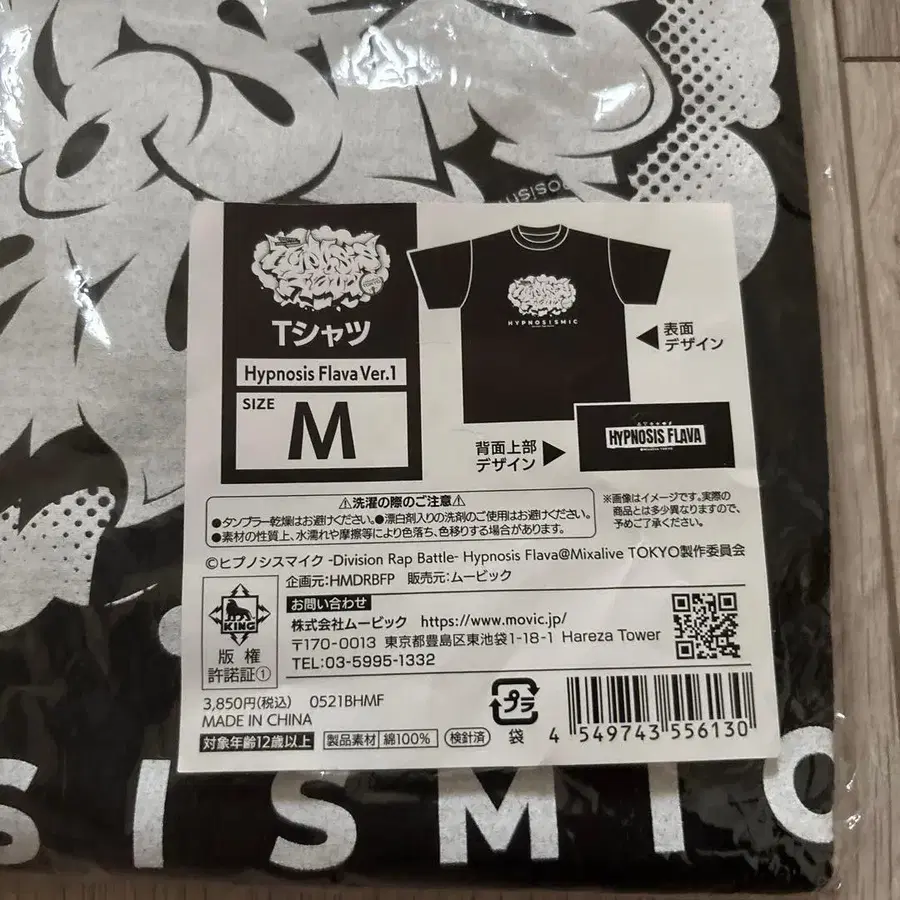 Tシャツ
Hypnosis Flava Ver.1
SIZE
M
HYPNOSISMIC
◀表面
デザイン
背面上部
デザイン▶
HYPNOSIS FLAVA
⚠洗濯の際のご注意⚠
●タンブラー乾燥はお避けください。●漂白剤入りの洗剤のご使用はお避けください。
●素材の性質上、水濡れや摩擦等により色落ち、色移りする場合があります。
※画像はイメージです。実際の
商品とは多少異なりますので、
予めご了承ください。
©ヒプノシスマイク -Division Rap Battle- Hypnosis Flava@Mixalive TOKYO製作委員会
企画元:HMDRBFP 販売元:ムービック
KING
版権
許諾証①
お問い合わせ
株式会社ムービック https://www.movic.jp/
〒170-0013 東京都豊島区東池袋1-18-1 Hareza Tower
TEL:03-5995-1332
3,850円(税込) 0521BHMF
MADE IN CHINA
対象年齢12歳以上 製品素材 綿100% 検針済
プラ
袋
4 549743 556130
SISMIC